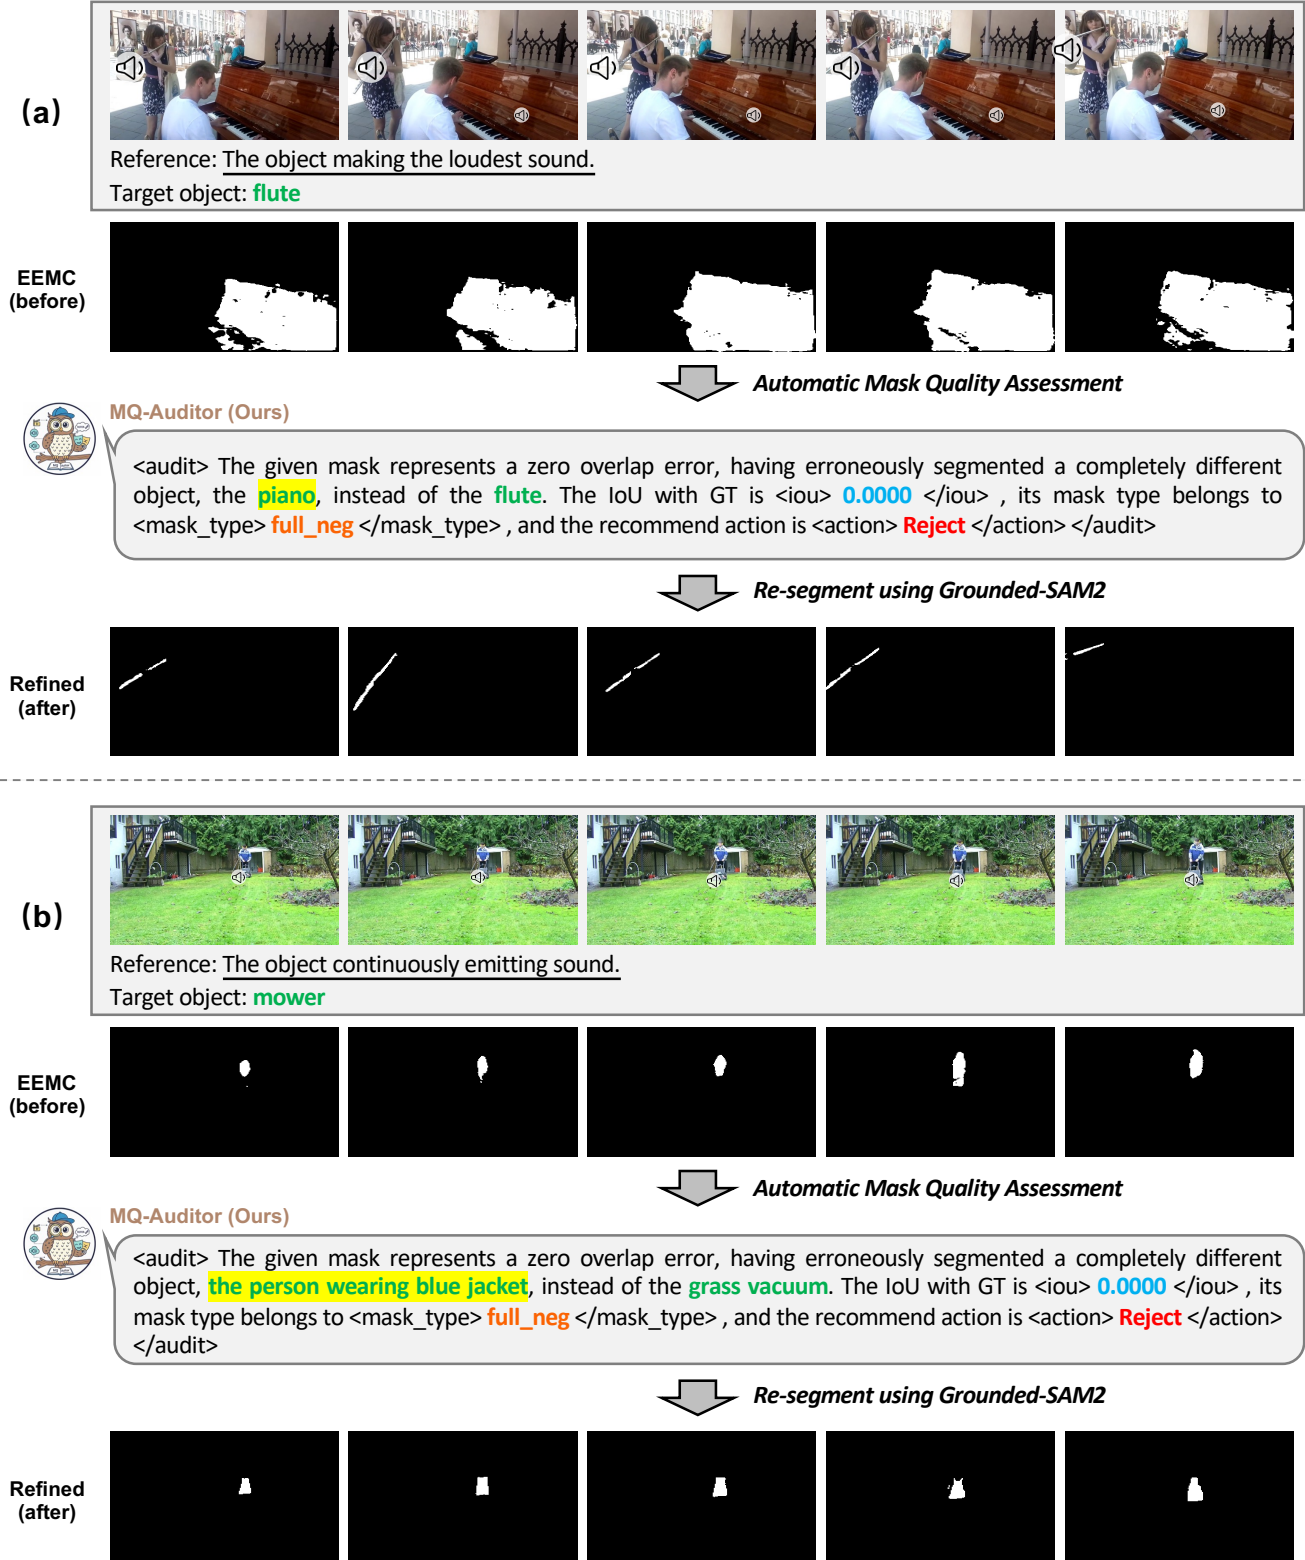 (a)
Reference: The object making the loudest sound.
Target object: flute
EEMC
(before)
Automatic Mask Quality Assessment
MQ-Auditor (Ours)
<audit> The given mask represents a zero overlap error, having erroneously segmented a completely different
object, the piano, instead of the flute. The IoU with GT is <iou> 0.0000 </iou> , its mask type belongs to
<mask_type> full_neg </mask_type> , and the recommend action is <action> Reject </action> </audit>
Re-segment using Grounded-SAM2
Refined
(after)
(b)
Reference: The object continuously emitting sound.
Target object: mower
EEMC
(before)
Automatic Mask Quality Assessment
MQ-Auditor (Ours)
<audit> The given mask represents a zero overlap error, having erroneously segmented a completely different
object, the person wearing blue jacket, instead of the grass vacuum. The IoU with GT is <iou> 0.0000 </iou> , its
mask type belongs to <mask_type> full_neg </mask_type> , and the recommend action is <action> Reject </action>
</audit>
Re-segment using Grounded-SAM2
Refined
(after)